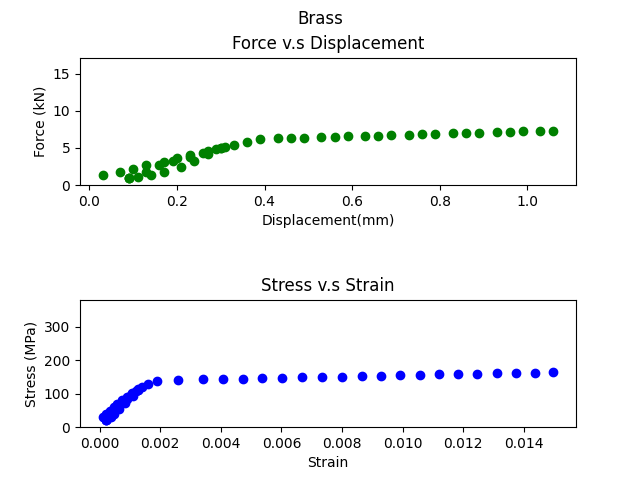 Brass
Force v.s Displacement
15
10
5
0
Force (kN)
0.0 0.2 0.4 0.6 0.8 1.0
Displacement(mm)
Stress v.s Strain
300
200
100
0
Stress (MPa)
0.000 0.002 0.004 0.006 0.008 0.010 0.012 0.014
Strain